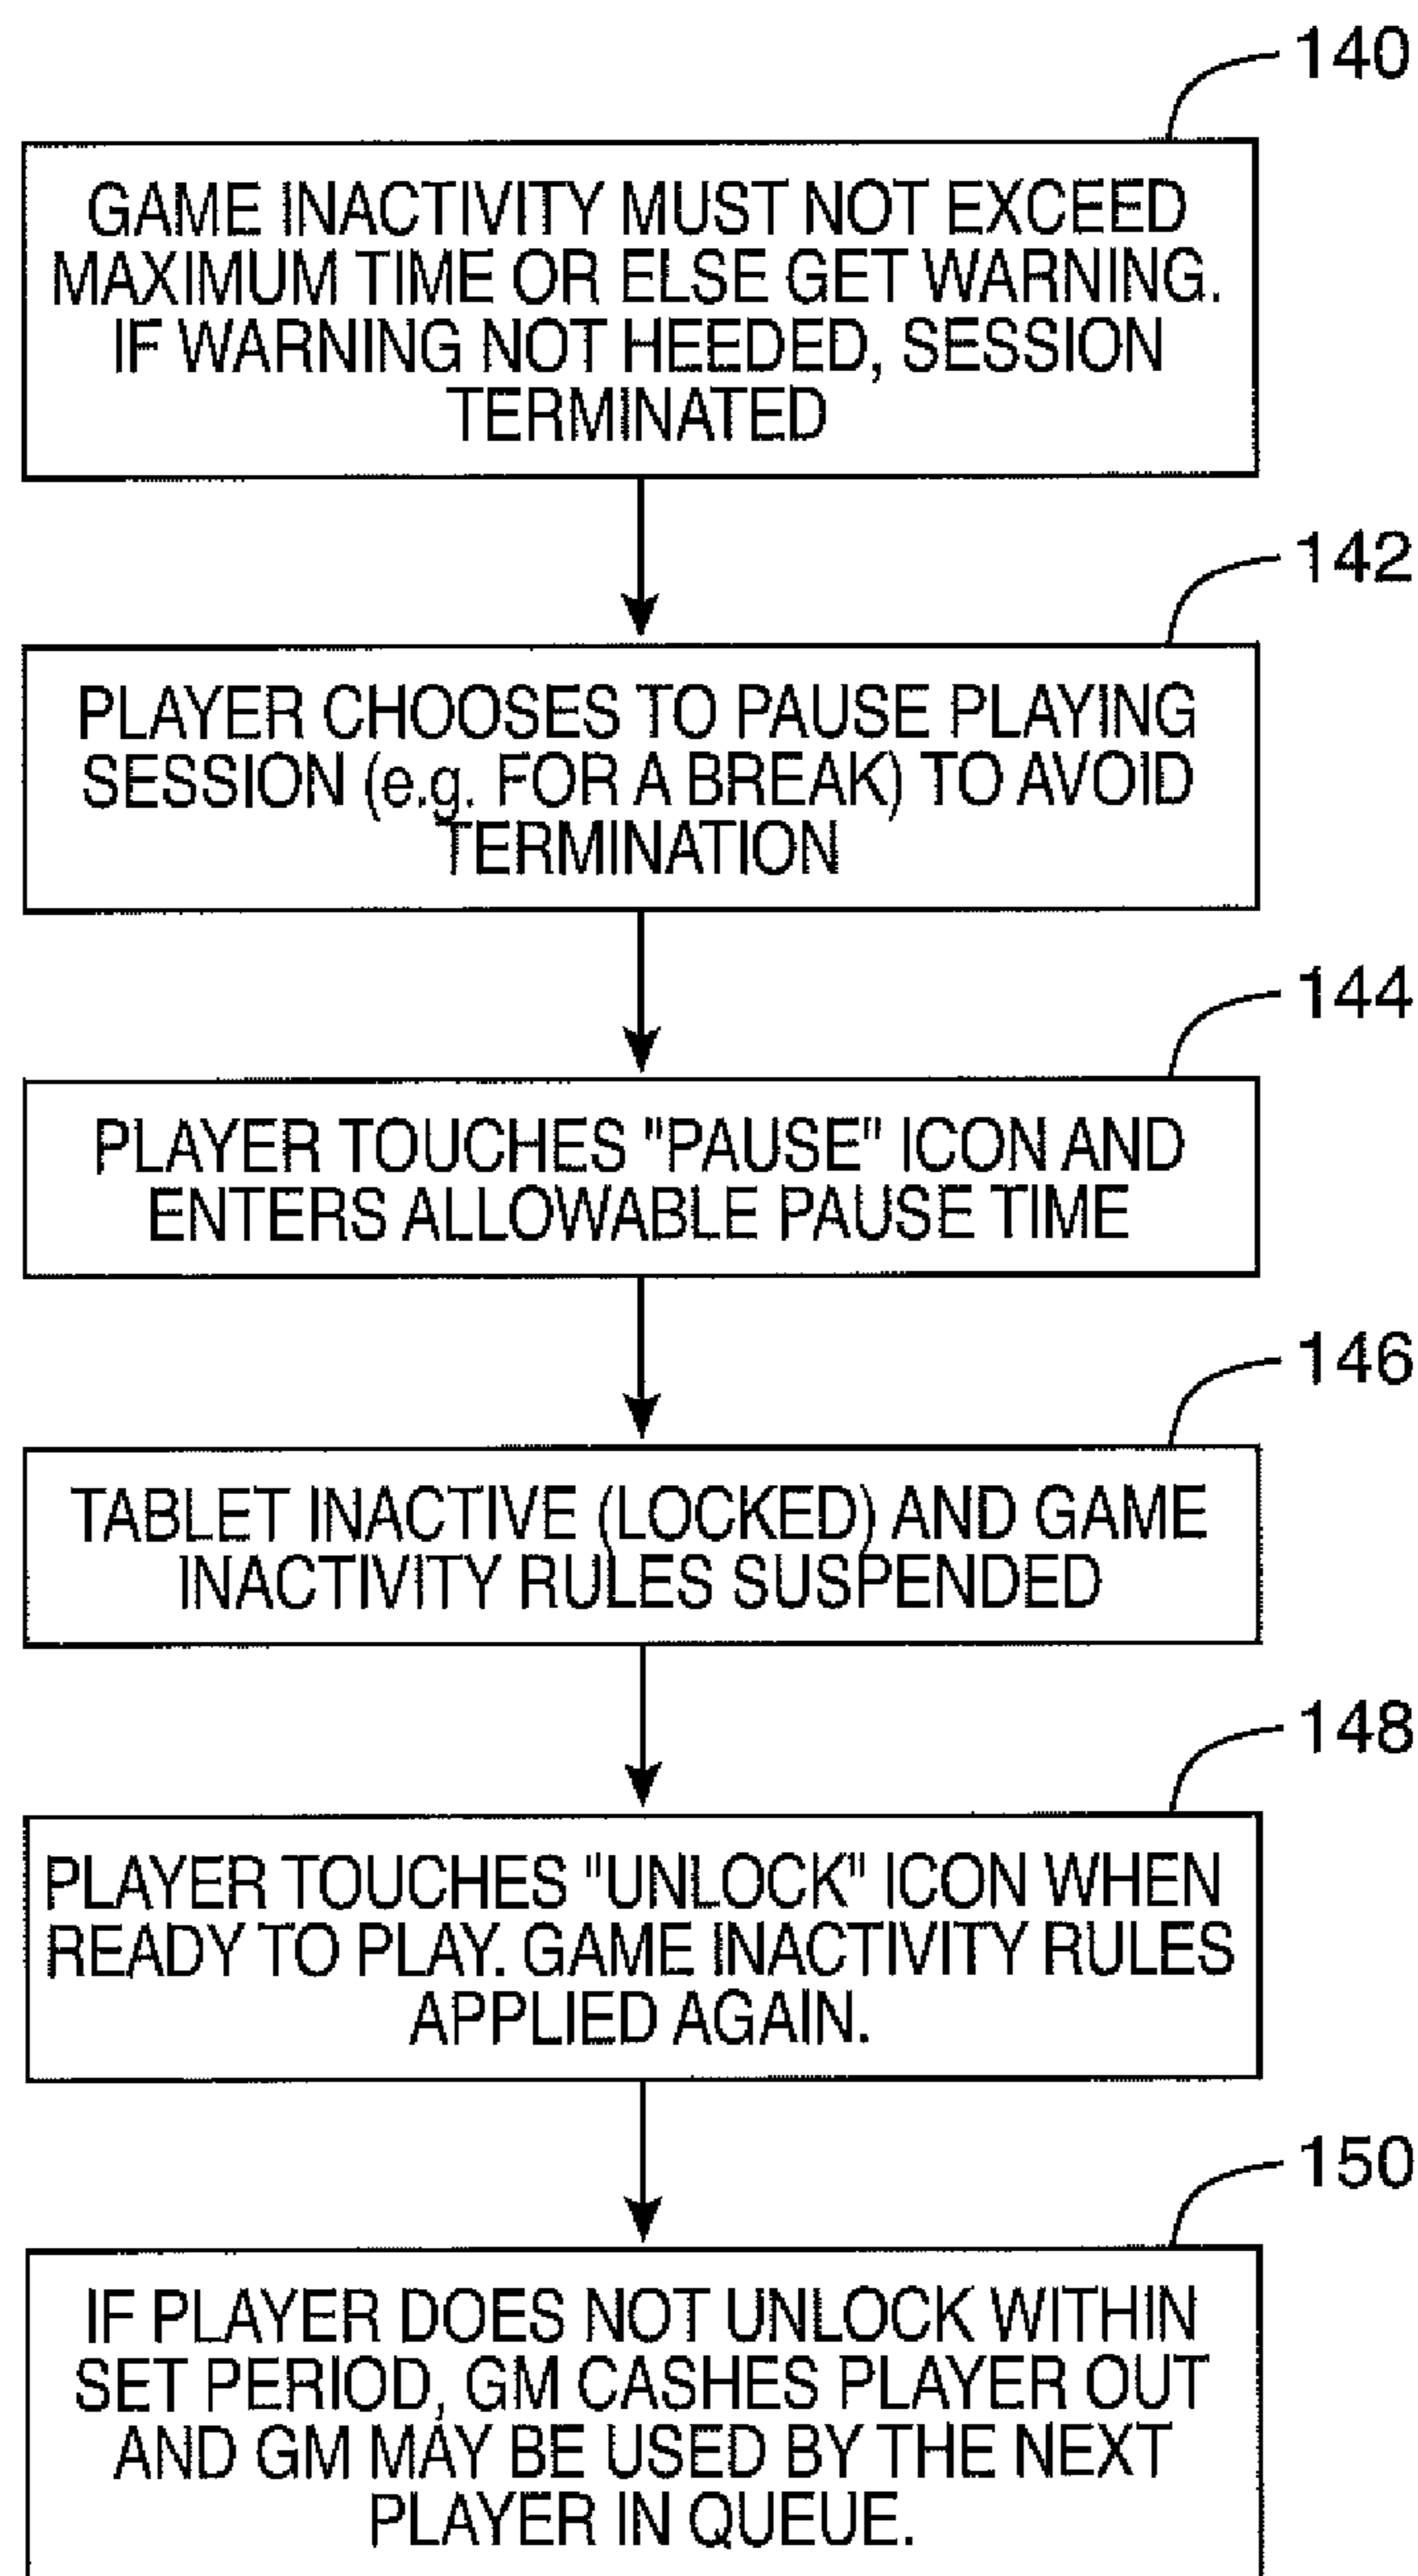 140
GAME INACTIVITY MUST NOT EXCEED
MAXIMUM TIME OR ELSE GET WARNING.
IF WARNING NOT HEEDED, SESSION
TERMINATED
142
PLAYER CHOOSES TO PAUSE PLAYING
SESSION (e.g. FOR A BREAK) TO AVOID
TERMINATION
144
PLAYER TOUCHES "PAUSE" ICON AND
ENTERS ALLOWABLE PAUSE TIME
146
TABLET INACTIVE (LOCKED) AND GAME
INACTIVITY RULES SUSPENDED
148
PLAYER TOUCHES "UNLOCK" ICON WHEN
READY TO PLAY. GAME INACTIVITY RULES
APPLIED AGAIN.
150
IF PLAYER DOES NOT UNLOCK WITHIN
SET PERIOD, GM CASHES PLAYER OUT
AND GM MAY BE USED BY THE NEXT
PLAYER IN QUEUE.